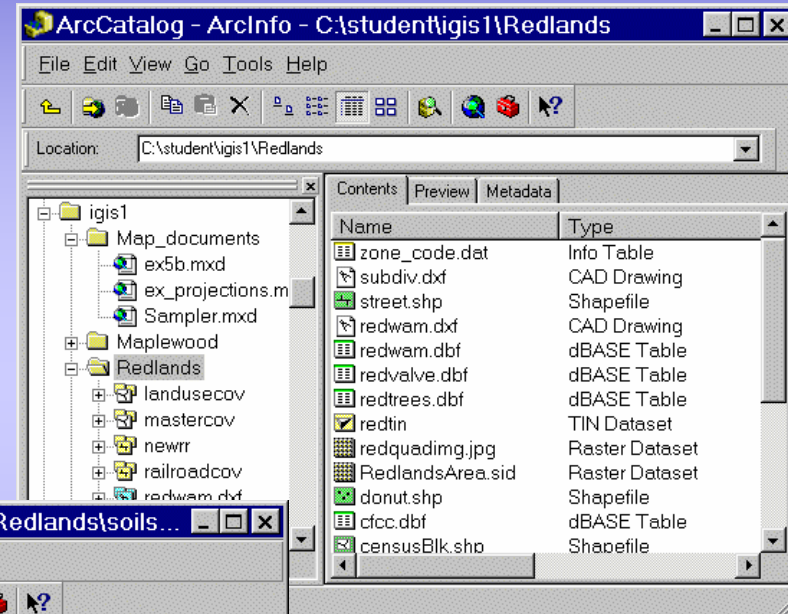 ArcCatalog - ArcInfo - C:\student\igis1\Redlands
File Edit View Go Tools Help
Location: C:\student\igis1\Redlands
igis1
Map_documents
ex5b.mxd
ex_projections.m
Sampler.mxd
Maplewood
Redlands
landusecov
mastercov
newrr
railroadcov
redwam.dxf
Contents Preview Metadata
Name Type
zone_code.dat Info Table
subdiv.dxf CAD Drawing
street.shp Shapefile
redwam.dxf CAD Drawing
redwam.dbf dBASE Table
redvalve.dbf dBASE Table
redtrees.dbf dBASE Table
redtin TIN Dataset
redquadimg.jpg Raster Dataset
RedlandsArea.sid Raster Dataset
donut.shp Shapefile
cfcc.dbf dBASE Table
censusBlk.shp Shapefile
Redlands\soils...